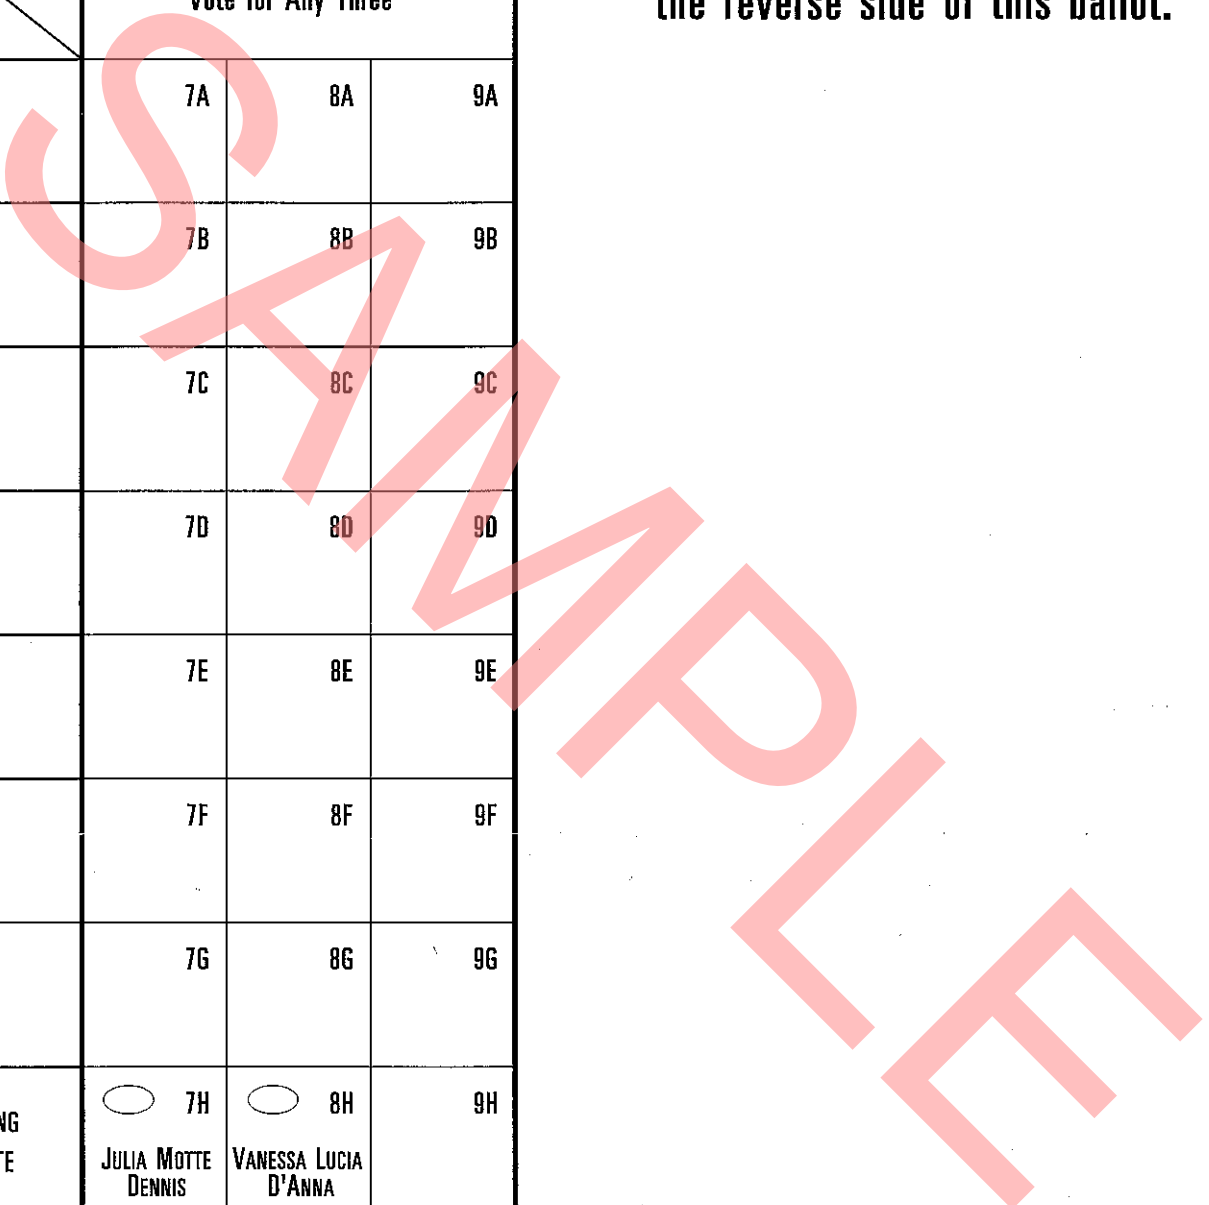 Vote for Any Three
the reverse side of this ballot.
7A 8A 9A
7B 8B 9B
7C 8C 9C
7D 8D 9D
7E 8E 9E
7F 8F 9F
7G 8G 9G
7H 8H 9H
NG
TE
JULIA MOTTE DENNIS
VANESSA LUCIA D'ANNA
SAMPLE